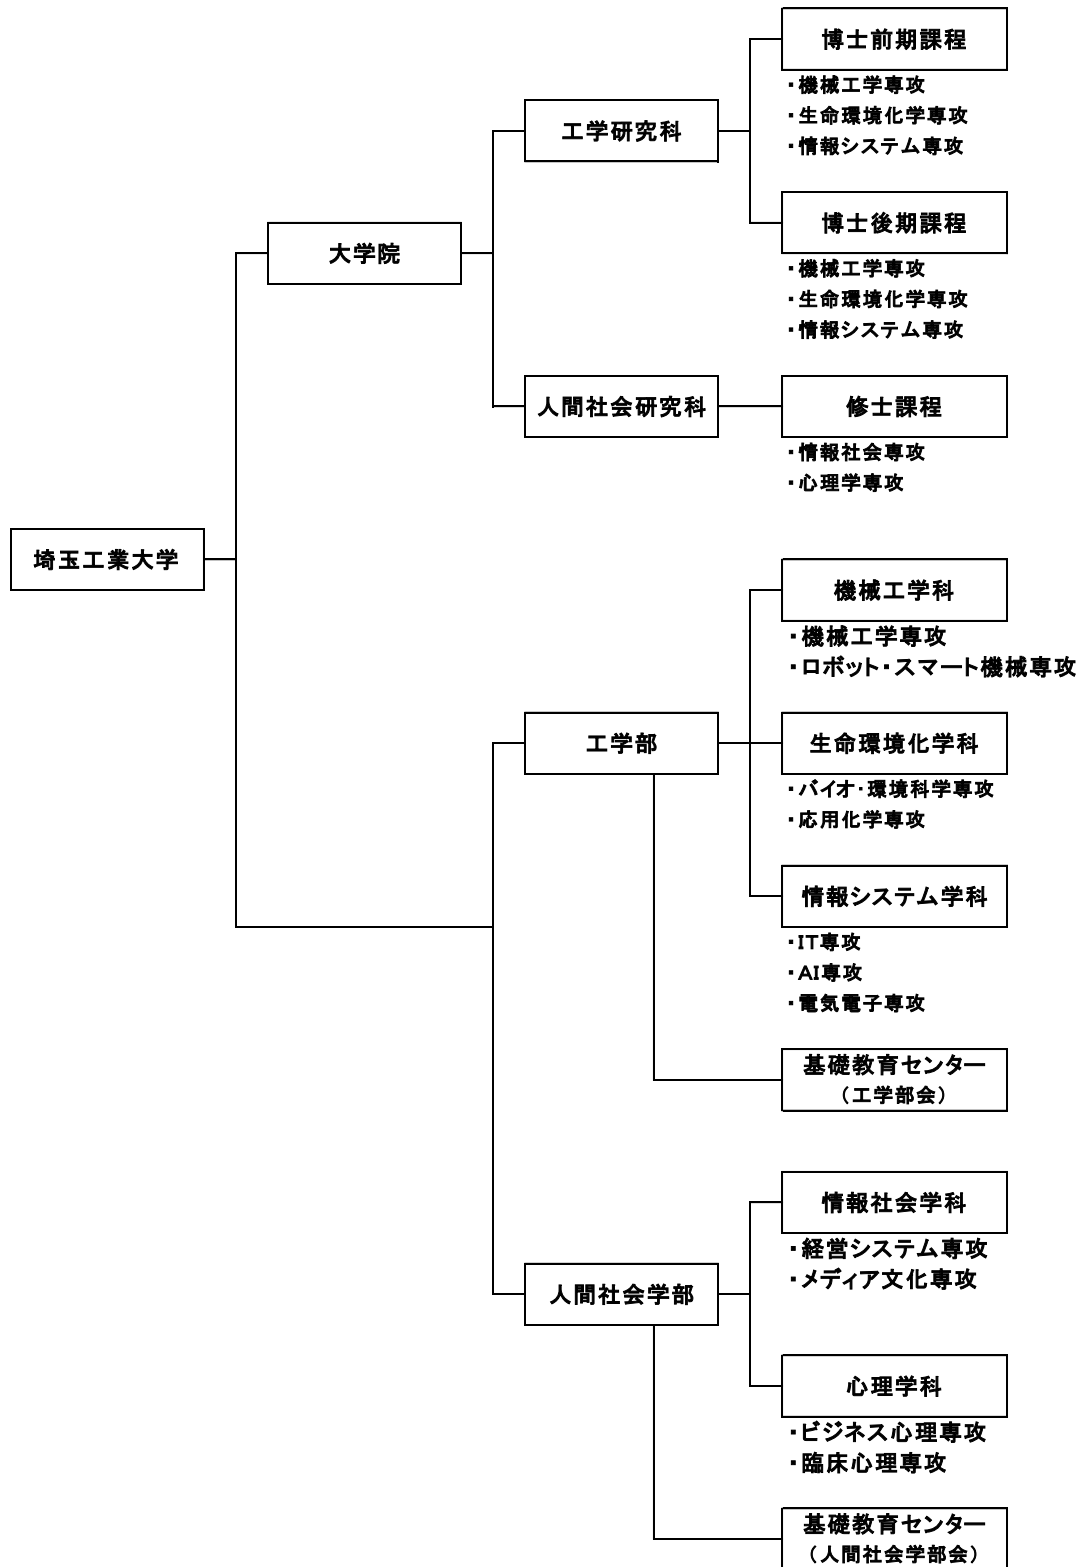 埼玉工業大学
大学院
工学研究科
博士前期課程
・機械工学専攻
・生命環境化学専攻
・情報システム専攻
博士後期課程
・機械工学専攻
・生命環境化学専攻
・情報システム専攻
人間社会研究科
修士課程
・情報社会専攻
・心理学専攻
工学部
機械工学科
・機械工学専攻
・ロボット・スマート機械専攻
生命環境化学科
・バイオ・環境科学専攻
・応用化学専攻
情報システム学科
・IT専攻
・AI専攻
・電気電子専攻
基礎教育センター
（工学部会）
人間社会学部
情報社会学科
・経営システム専攻
・メディア文化専攻
心理学科
・ビジネス心理専攻
・臨床心理専攻
基礎教育センター
（人間社会学部会）